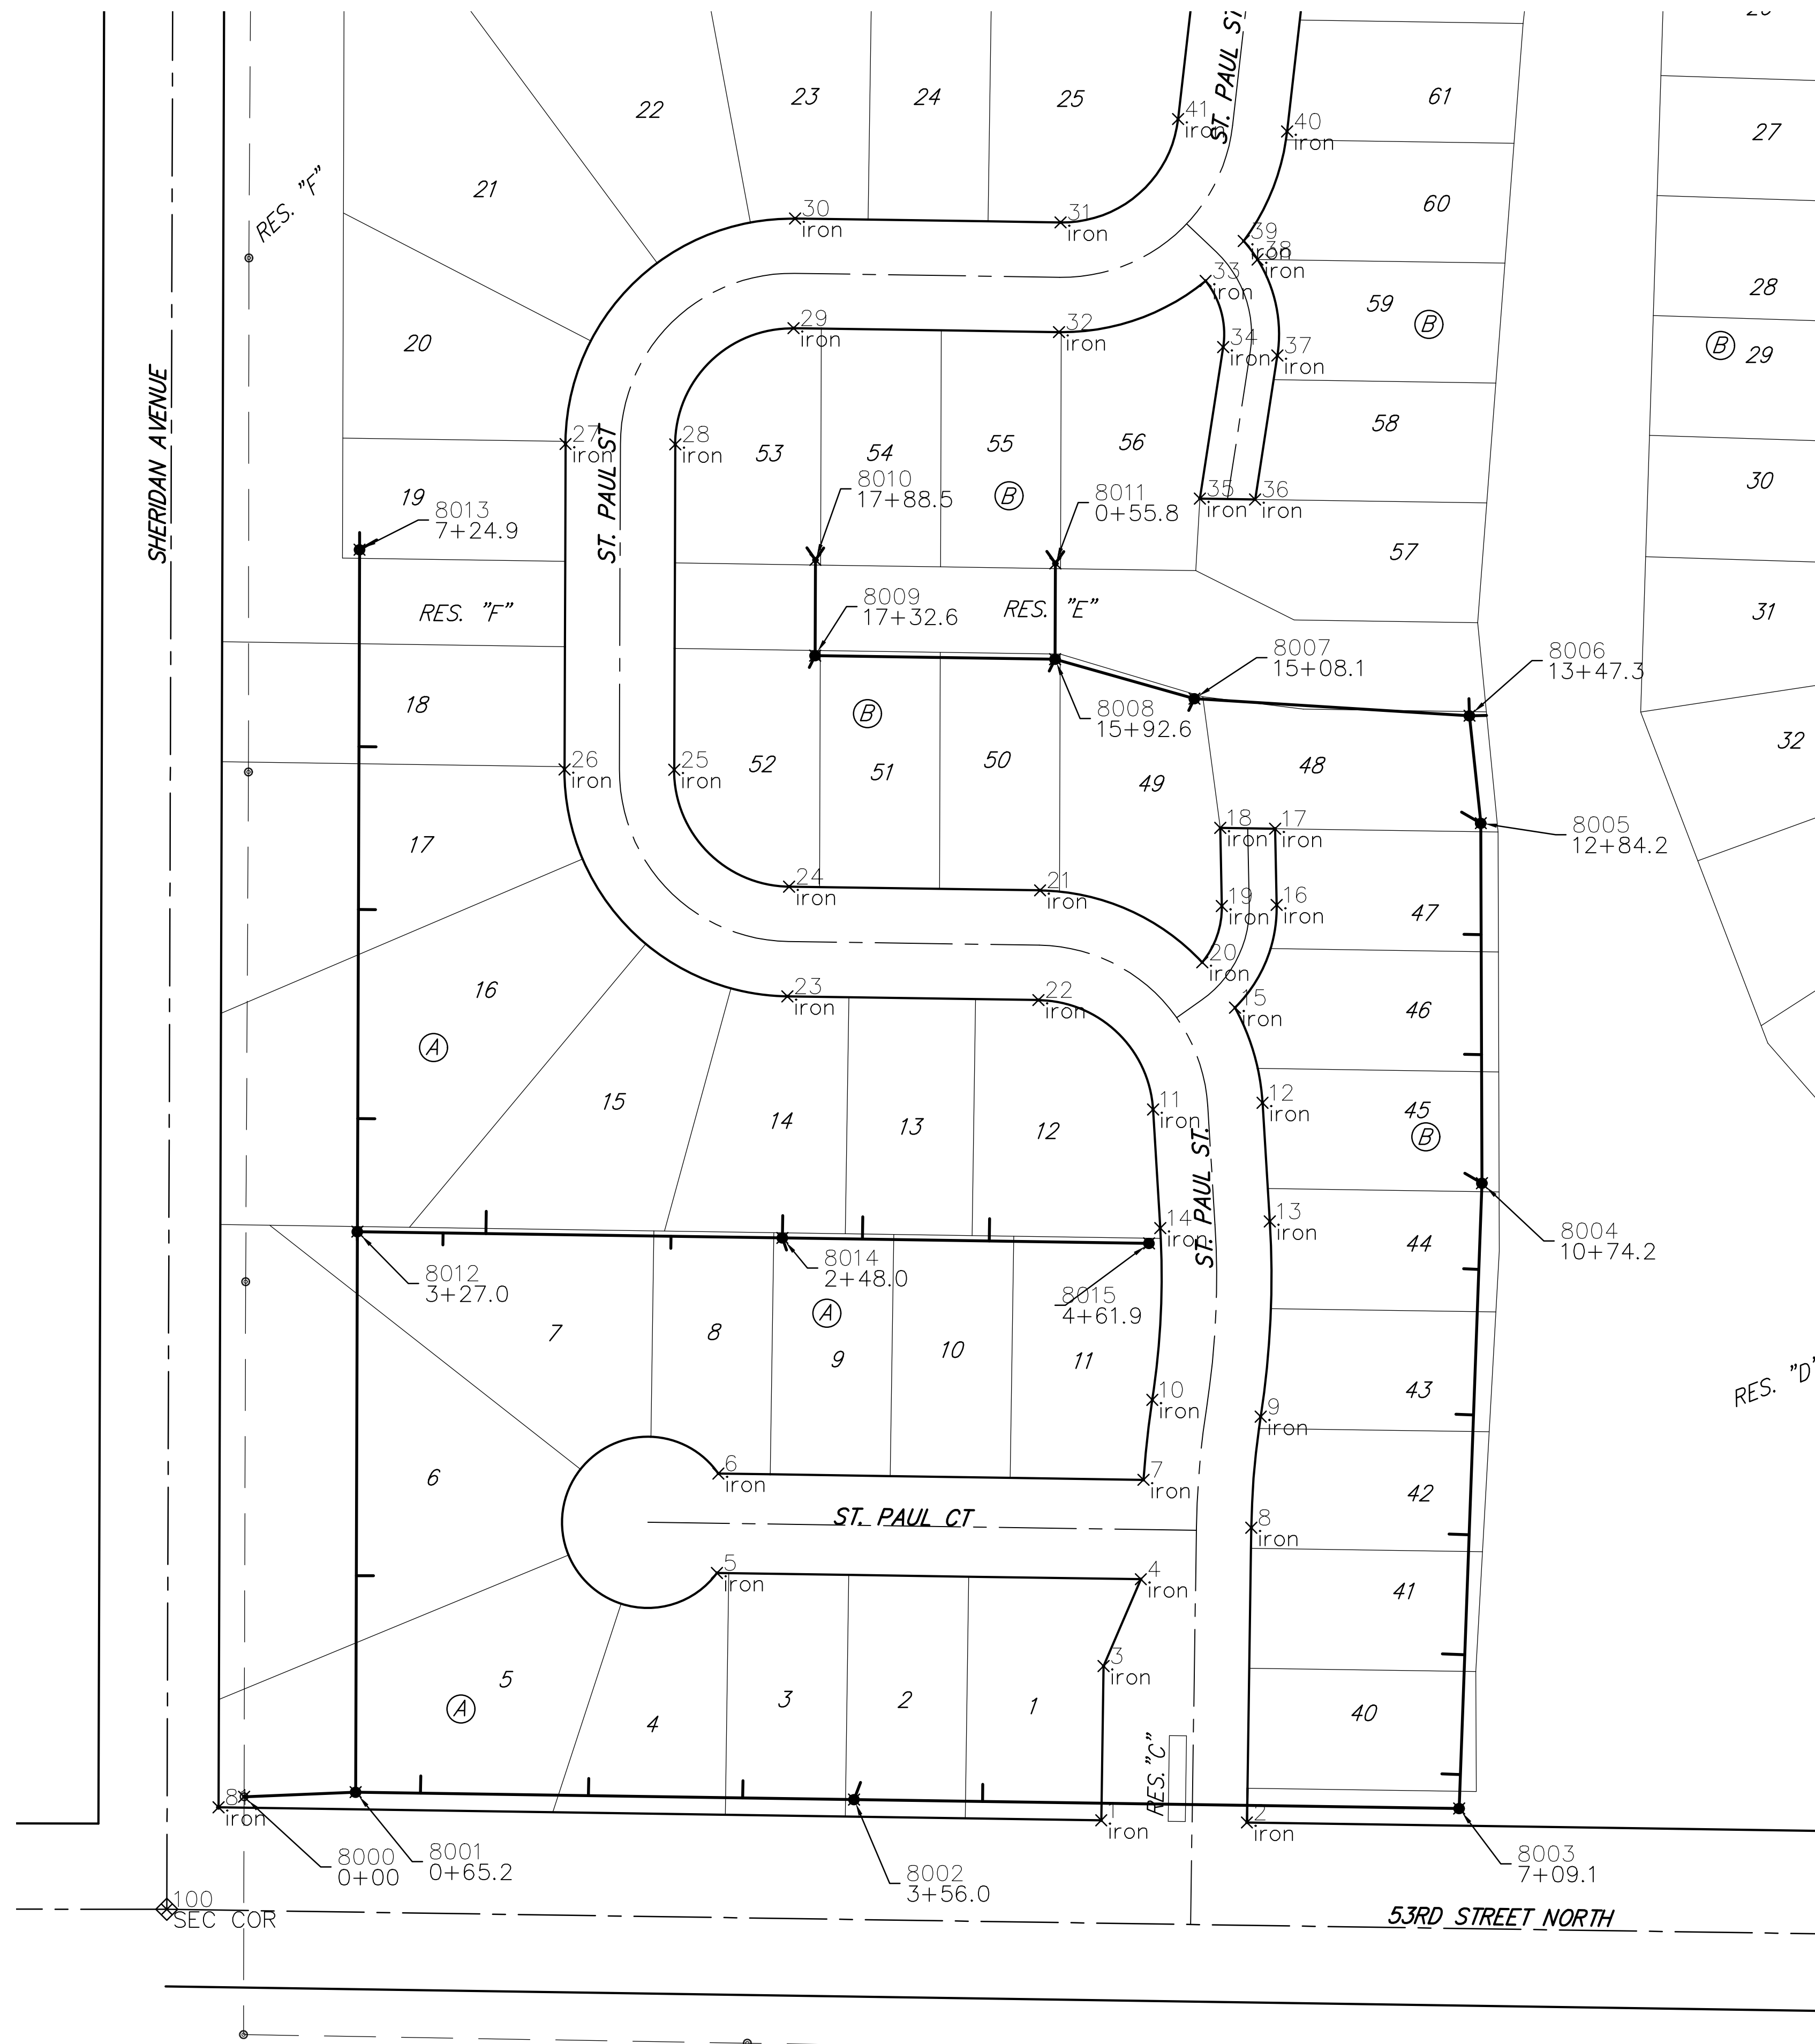 ST. PAUL ST
26
61
23
24
25
22
41
iron
40
iron
27
RES. "F"
21
60
30
iron
31
iron
39
iron
38
iron
33
iron
28
59
B
20
29
iron
32
iron
34
iron
37
iron
B
29
SHERIDAN AVENUE
27
iron
ST. PAUL ST
28
iron
53
54
55
56
58
19
8010
17+88.5
B
8011
0+55.8
35
iron
36
iron
30
8013
7+24.9
57
RES. "F"
8009
17+32.6
RES. "E"
31
8007
15+08.1
8006
13+47.3
18
B
8008
15+92.6
32
26
iron
25
iron
52
51
50
49
48
17
18
iron
17
iron
8005
12+84.2
24
iron
21
iron
19
iron
16
iron
47
16
20
iron
23
iron
22
iron
15
iron
46
A
15
14
13
12
11
iron
12
iron
45
B
ST. PAUL ST.
14
iron
13
iron
44
8004
10+74.2
8012
3+27.0
8014
2+48.0
8015
4+61.9
A
7
8
9
10
11
10
iron
9
iron
43
RES. "D"
6
6
iron
7
iron
42
ST. PAUL CT
8
iron
5
iron
4
iron
41
3
iron
5
A
4
3
2
1
40
RES. "C"
iron
1
iron
2
iron
8000
0+00
8001
0+65.2
8002
3+56.0
8003
7+09.1
100
SEC COR
53RD STREET NORTH